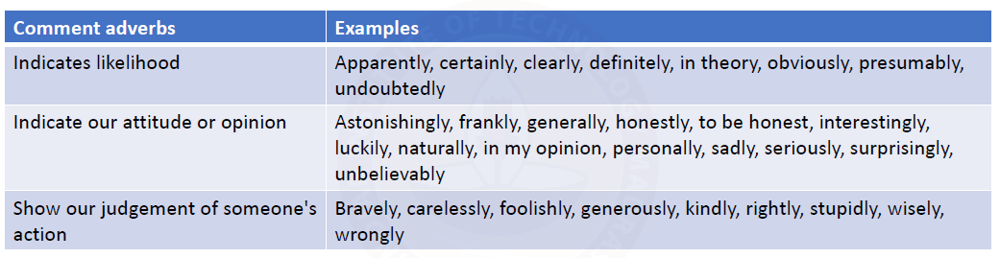 Comment adverbs
Examples
Indicates likelihood
Apparently, certainly, clearly, definitely, in theory, obviously, presumably,
undoubtedly
Indicate our attitude or opinion
Astonishingly, frankly, generally, honestly, to be honest, interestingly,
luckily, naturally, in my opinion, personally, sadly, seriously, surprisingly,
unbelievably
Show our judgement of someone's
action
Bravely, carelessly, foolishly, generously, kindly, rightly, stupidly, wisely,
wrongly
OF TECHNOLOGY